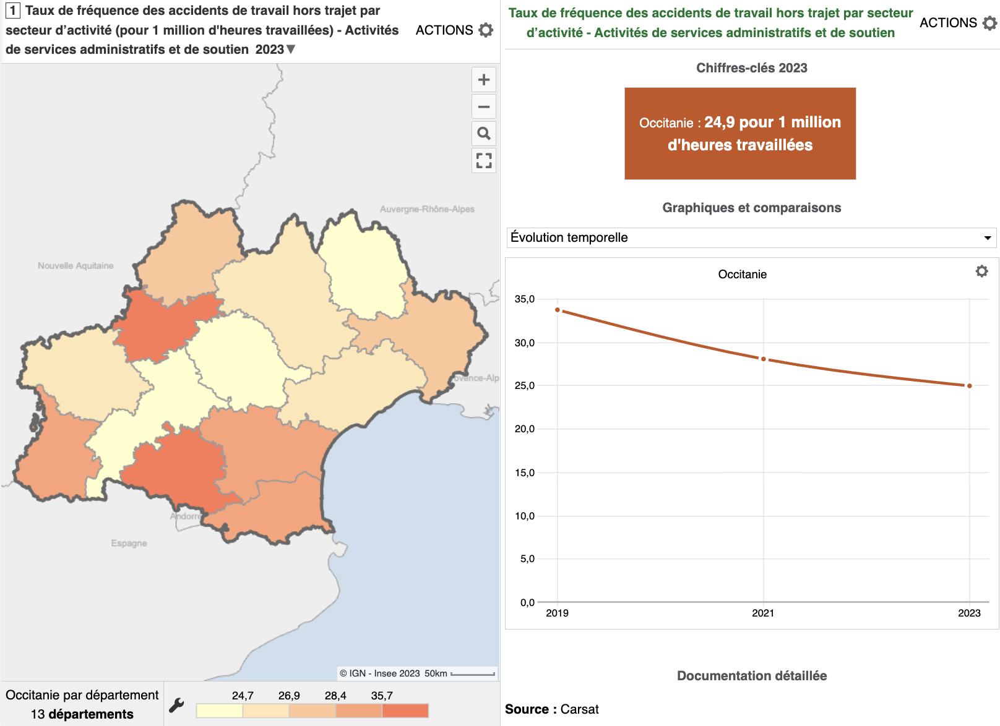 1 Taux de fréquence des accidents de travail hors trajet par
secteur d’activité (pour 1 million d'heures travaillées) - Activités
de services administratifs et de soutien 2023▼
ACTIONS
Auvergne-Rhône-Alpes
Nouvelle Aquitaine
ovence-Alp
Andorre
Espagne
© IGN - Insee 2023 50km
Occitanie par département
13 départements
24,7 26,9 28,4 35,7
Taux de fréquence des accidents de travail hors trajet par secteur
d’activité - Activités de services administratifs et de soutien
ACTIONS
Chiffres-clés 2023
Occitanie : 24,9 pour 1 million
d'heures travaillées
Graphiques et comparaisons
Évolution temporelle
Occitanie
35,0
30,0
25,0
20,0
15,0
10,0
5,0
0,0
2019 2021 2023
Documentation détaillée
Source : Carsat